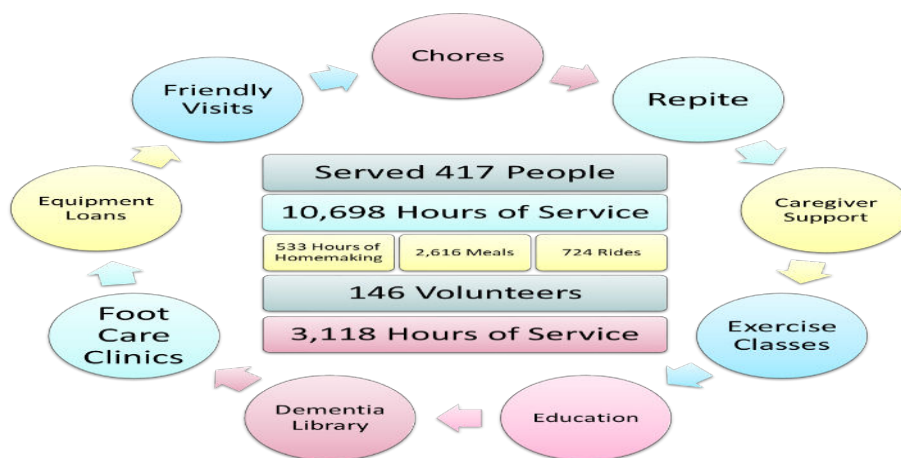 Chores
Repite
Caregiver
Support
Exercise
Classes
Education
Dementia
Library
Foot
Care
Clinics
Equipment
Loans
Friendly
Visits
Served 417 People
10,698 Hours of Service
533 Hours of
Homemaking
2,616 Meals
724 Rides
146 Volunteers
3,118 Hours of Service